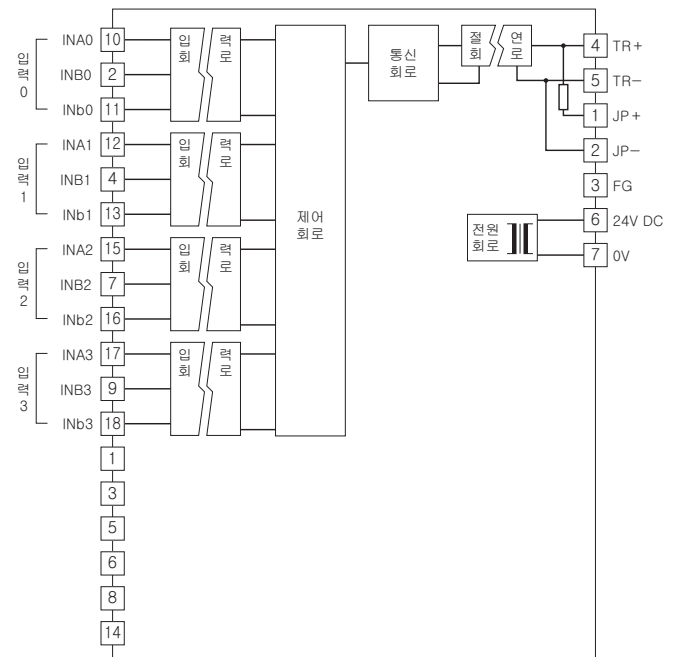 입력0
INA0 10
INB0 2
INb0 11
입력회로
입력1
INA1 12
INB1 4
INb1 13
입력회로
입력2
INA2 15
INB2 7
INb2 16
입력회로
입력3
INA3 17
INB3 9
INb3 18
입력회로
1
3
5
6
8
14
제어
회로
통신
회로
절연
회로
전원
회로
4 TR+
5 TR−
1 JP+
2 JP−
3 FG
6 24V DC
7 0V